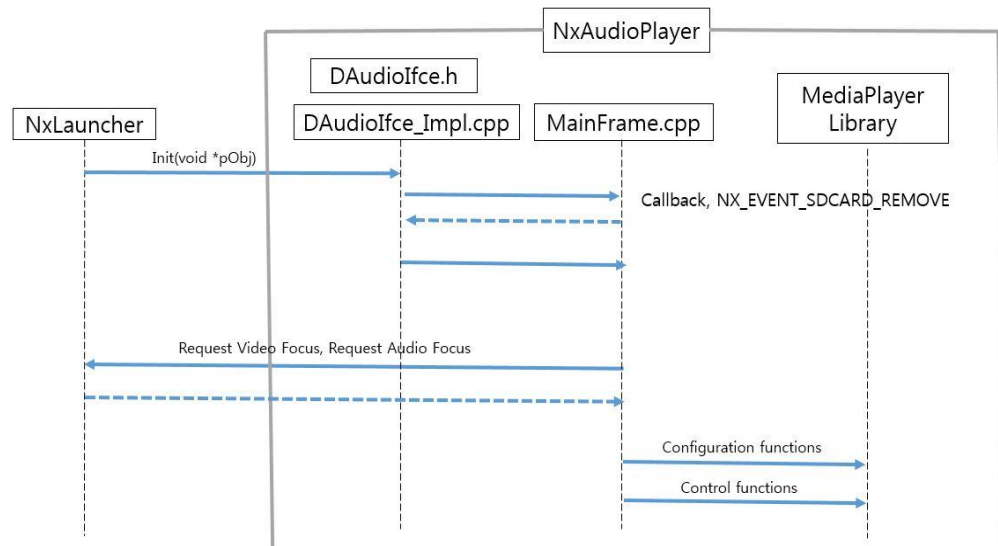 NxAudioPlayer
DAudioIfce.h
MediaPlayer
Library
NxLauncher
DAudioIfce_Impl.cpp
MainFrame.cpp
Init(void *pObj)
Callback, NX_EVENT_SDCARD_REMOVE
Request Video Focus, Request Audio Focus
Configuration functions
Control functions